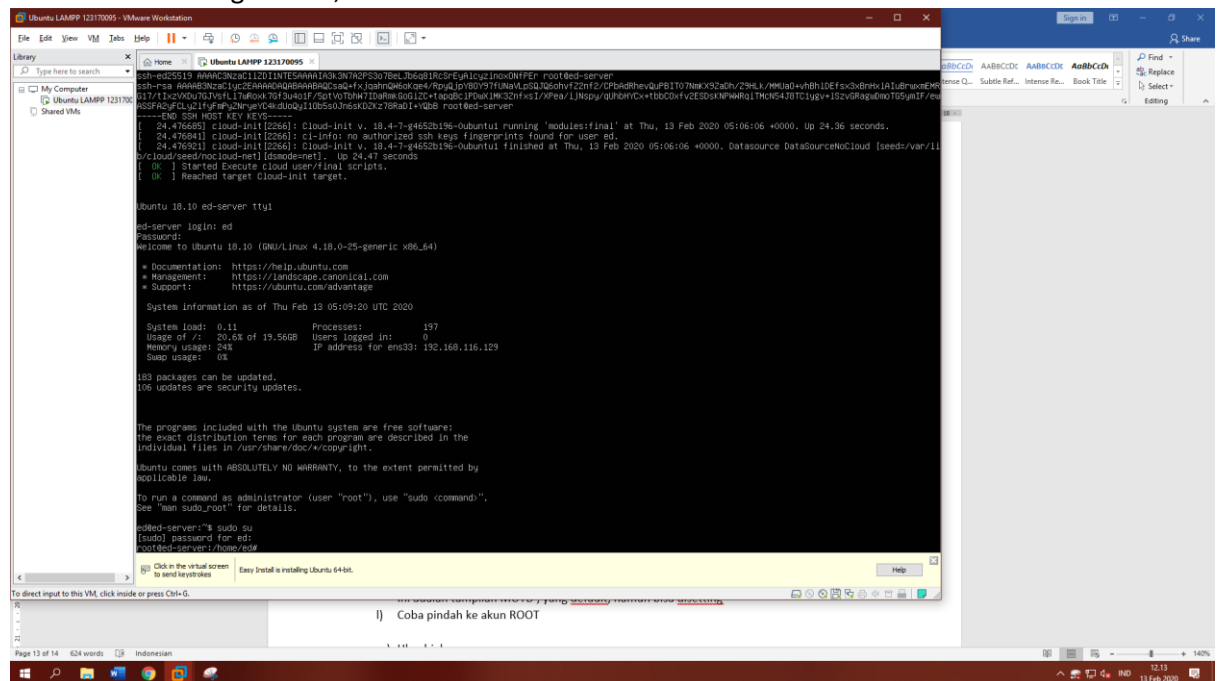 Ubuntu LAMPP 123170095 - VMware Workstation
File Edit View VM Tabs Help
Sign in
Share
Library
Type here to search
My Computer
Ubuntu LAMPP 123170
Shared VMs
Home
Ubuntu LAMPP 123170095
-----END SSH HOST KEY KEYS-----
[ 24.476685] cloud-init[2266]: Cloud-init v. 18.4-7-g4652b196-0ubuntu1 running 'modules:final' at Thu, 13 Feb 2020 05:06:06 +0000. Up 24.36 seconds.
[ 24.476841] cloud-init[2266]: ci-info: no authorized ssh keys fingerprints found for user ed.
[ 24.476921] cloud-init[2266]: Cloud-init v. 18.4-7-g4652b196-0ubuntu1 finished at Thu, 13 Feb 2020 05:06:06 +0000. Datasource DataSourceNoCloud [seed=/var/li
b/cloud/seed/nocloud-net][dsmode=net]. Up 24.47 seconds
[ OK ] Started Execute cloud user/final scripts.
[ OK ] Reached target Cloud-init target.
Ubuntu 18.10 ed-server tty1
ed-server login: ed
Password:
Welcome to Ubuntu 18.10 (GNU/Linux 4.18.0-25-generic x86_64)
* Documentation: https://help.ubuntu.com
* Management: https://landscape.canonical.com
* Support: https://ubuntu.com/advantage
System information as of Thu Feb 13 05:09:20 UTC 2020
System load: 0.11 Processes: 197
Usage of /: 20.6% of 19.56GB Users logged in: 0
Memory usage: 24% IP address for ens33: 192.168.116.129
Swap usage: 0%
183 packages can be updated.
106 updates are security updates.
The programs included with the Ubuntu system are free software;
the exact distribution terms for each program are described in the
individual files in /usr/share/doc/*/copyright.
Ubuntu comes with ABSOLUTELY NO WARRANTY, to the extent permitted by
applicable law.
To run a command as administrator (user "root"), use "sudo <command>".
See "man sudo_root" for details.
ed@ed-server:~$ sudo su
[sudo] password for ed:
root@ed-server:/home/ed#
Click in the virtual screen
to send keystrokes
Easy Install is installing Ubuntu 64-bit.
Help
To direct input to this VM, click inside or press Ctrl+G.
AaBbCcDc AaBbCcDc AaBbCcDc AaBbCcDc
Subtle Ref... Intense Re... Book Title
Find
Replace
Select
Editing
l) Coba pindah ke akun ROOT
Page 13 of 14 624 words Indonesian
140%
IND
12.13
13 Feb 2020